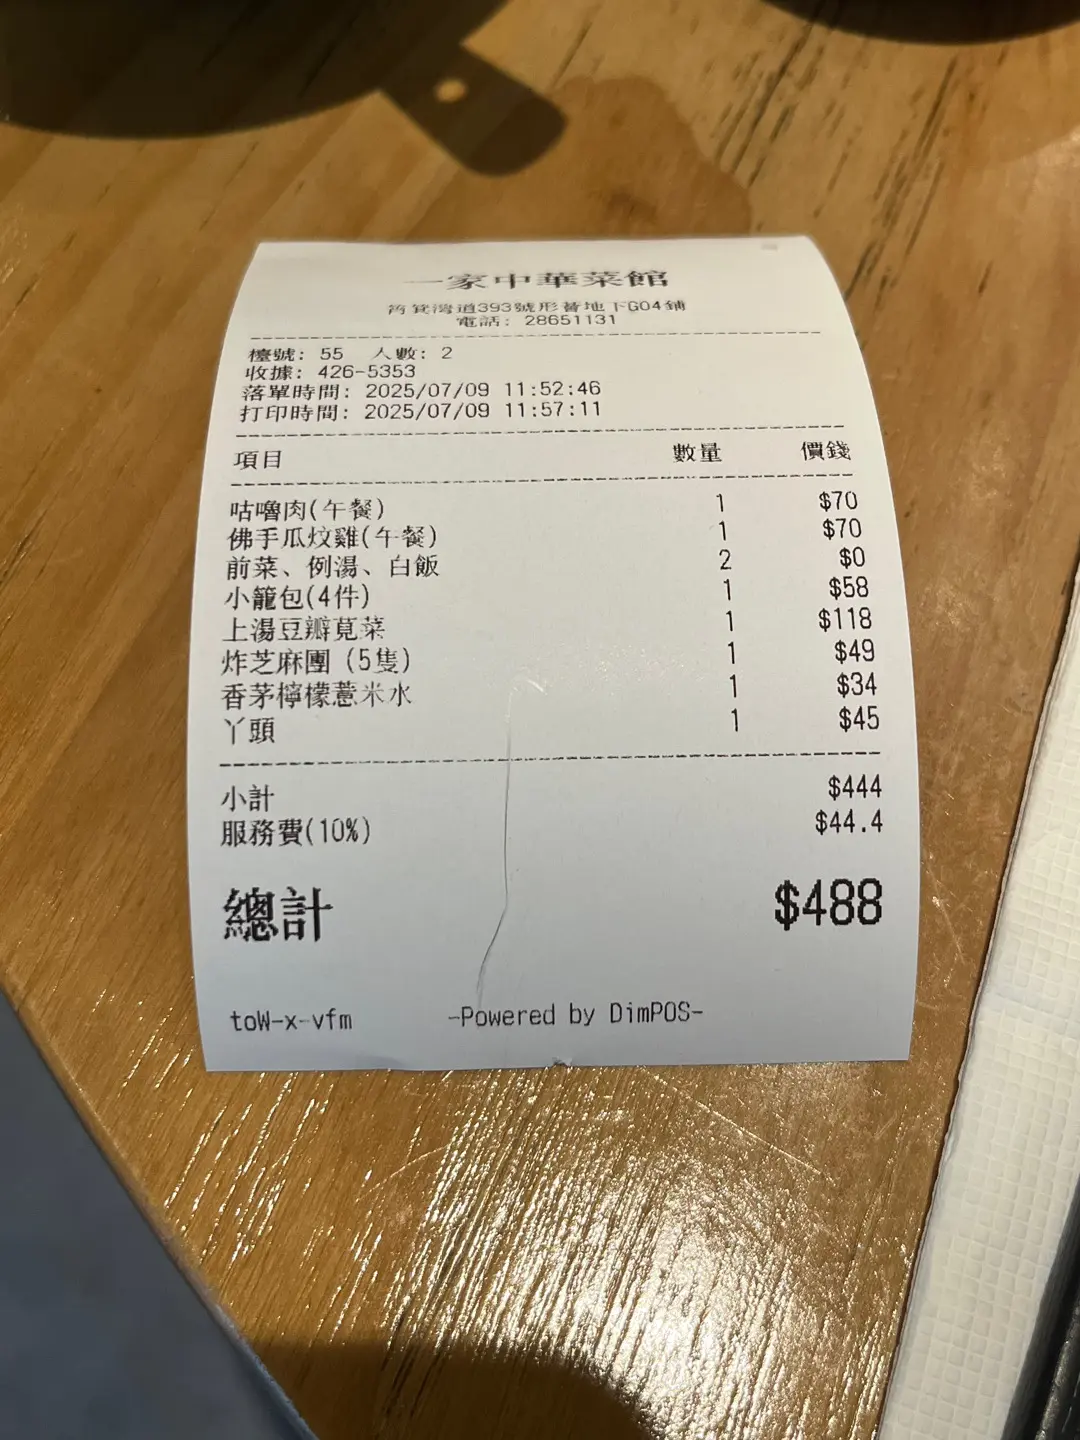 一家中華菜館
筲箕灣道393號形薈地下G04鋪
電話: 28651131
檯號: 55 人數: 2
收據: 426-5353
落單時間: 2025/07/09 11:52:46
打印時間: 2025/07/09 11:57:11
項目 數量 價錢
咕嚕肉(午餐) 1 $70
佛手瓜炆雞(午餐) 1 $70
前菜、例湯、白飯 2 $0
小籠包(4件) 1 $58
上湯豆瓣莧菜 1 $118
炸芝麻團 (5隻) 1 $49
香茅檸檬薏米水 1 $34
丫頭 1 $45
小計 $444
服務費(10%) $44.4
總計 $488
toW-x-vfm -Powered by DimPOS-